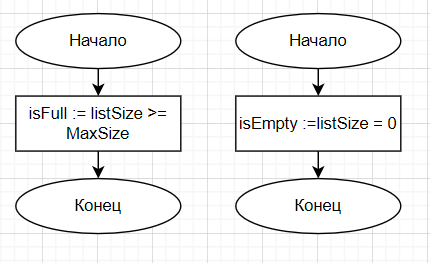 Начало
isFull := listSize >=
MaxSize
Конец
Начало
isEmpty :=listSize = 0
Конец